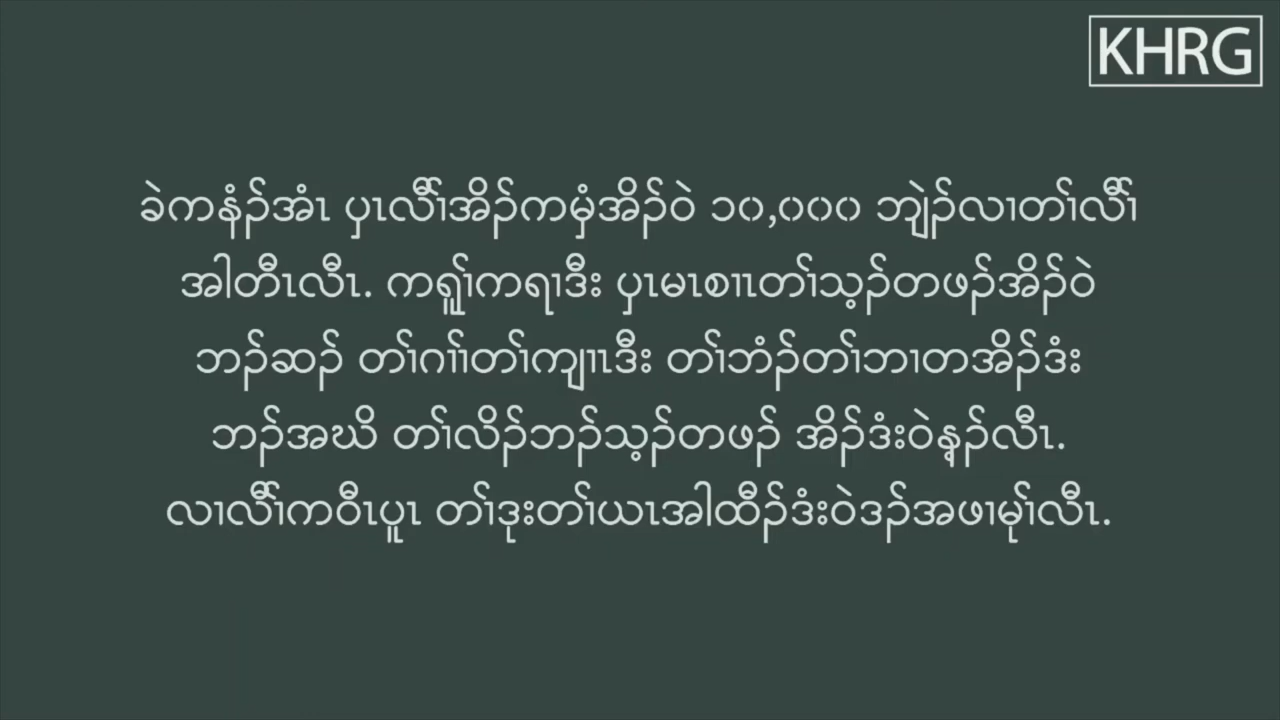 KHRG
ခဲကနံၣ်အံၤ ပှၤလီၢ်အိၣ်ကမှံအိၣ်ဝဲ ၁၀,၀၀၀ ဘျဲၣ်လၢတၢ်လီၢ်
အါတီၤလီၤ. ကရူၢ်ကရၢဒီး ပှၤမၤစၢၤတၢ်သ့ၣ်တဖၣ်အိၣ်ဝဲ
ဘၣ်ဆၣ် တၢ်ဂၢၢ်တၢ်ကျၢၤဒီး တၢ်ဘံၣ်တၢ်ဘၢတအိၣ်ဒံး
ဘၣ်အဃိ တၢ်လိၣ်ဘၣ်သ့ၣ်တဖၣ် အိၣ်ဒံးဝဲန့ၣ်လီၤ.
လၢလီၢ်ကဝီၤပူၤ တၢ်ဒုးတၢ်ယၤအါထီၣ်ဒံးဝဲဒၣ်အဖၢမုၢ်လီၤ.